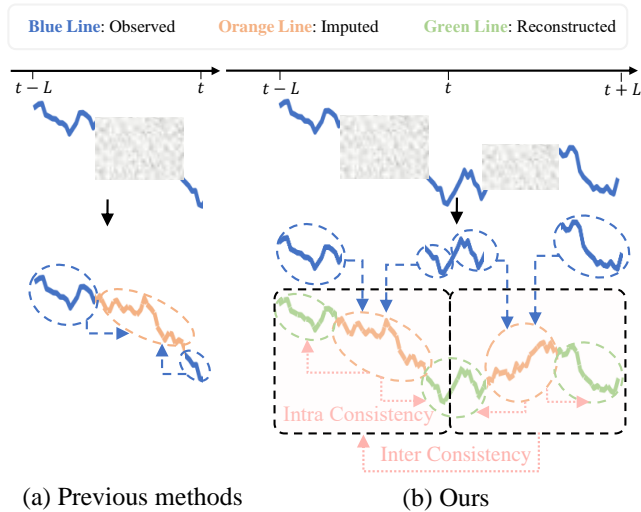 Blue Line: Observed Orange Line: Imputed Green Line: Reconstructed
t − L t t − L t t + L
Intra Consistency
Inter Consistency
(a) Previous methods (b) Ours